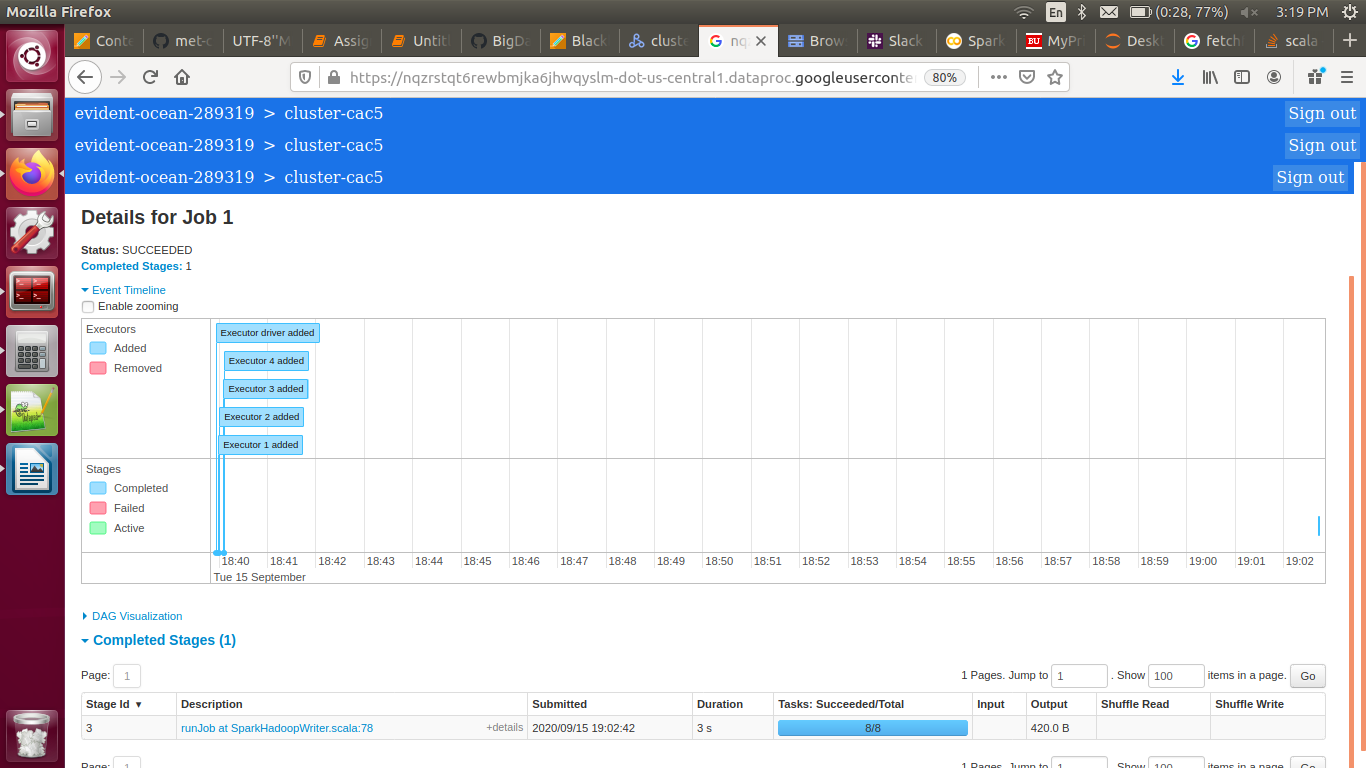 Mozilla Firefox En (0:28, 77%) 3:19 PM
Conte met-c UTF-8''M Assig Untitl BigDa Black cluste nq Brow Slack Spark MyPri Deskt fetchf scala
https://nqzrstqt6rewbmjka6jhwqyslm-dot-us-central1.dataproc.googleuserconte 80%
evident-ocean-289319 > cluster-cac5 Sign out
evident-ocean-289319 > cluster-cac5 Sign out
evident-ocean-289319 > cluster-cac5 Sign out
Details for Job 1
Status: SUCCEEDED
Completed Stages: 1
Event Timeline
Enable zooming
Executors
Added
Removed
Executor driver added
Executor 4 added
Executor 3 added
Executor 2 added
Executor 1 added
Stages
Completed
Failed
Active
18:40 18:41 18:42 18:43 18:44 18:45 18:46 18:47 18:48 18:49 18:50 18:51 18:52 18:53 18:54 18:55 18:56 18:57 18:58 18:59 19:00 19:01 19:02
Tue 15 September
DAG Visualization
Completed Stages (1)
Page: 1 1 Pages. Jump to 1 . Show 100 items in a page. Go
Stage Id ▾ Description Submitted Duration Tasks: Succeeded/Total Input Output Shuffle Read Shuffle Write
3 runJob at SparkHadoopWriter.scala:78 +details 2020/09/15 19:02:42 3 s 8/8 420.0 B
Page: 1 1 Pages. Jump to 1 . Show 100 items in a page. Go